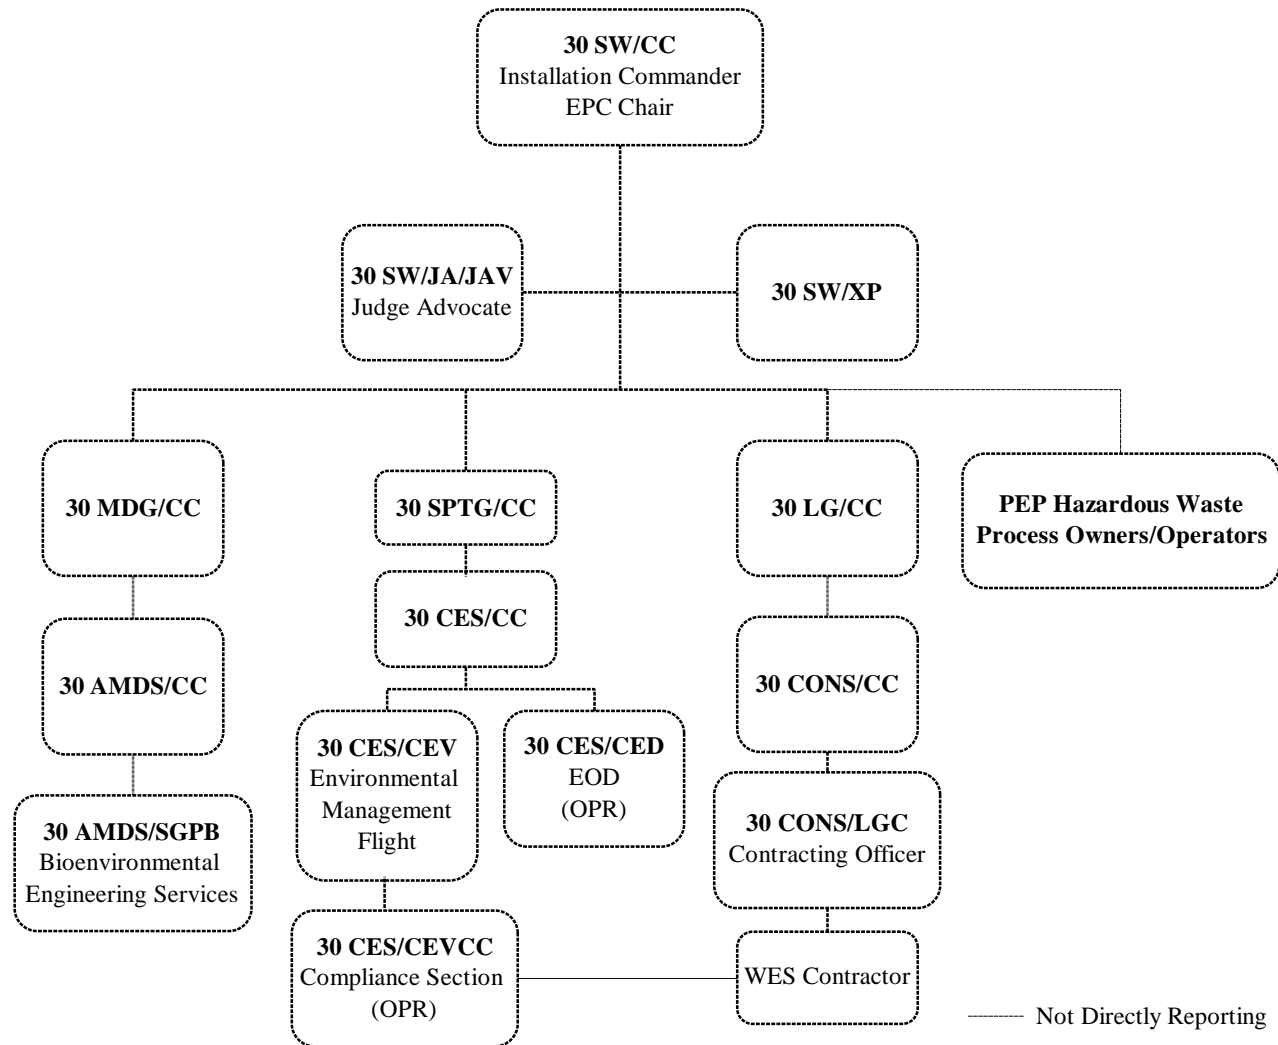 30 SW/CC
Installation Commander
EPC Chair
30 SW/JA/JAV
Judge Advocate
30 SW/XP
30 MDG/CC
30 SPTG/CC
30 LG/CC
PEP Hazardous Waste
Process Owners/Operators
30 CES/CC
30 AMDS/CC
30 CONS/CC
30 CES/CEV
Environmental
Management
Flight
30 CES/CED
EOD
(OPR)
30 AMDS/SGPB
Bioenvironmental
Engineering Services
30 CONS/LGC
Contracting Officer
30 CES/CEVCC
Compliance Section
(OPR)
WES Contractor
Not Directly Reporting